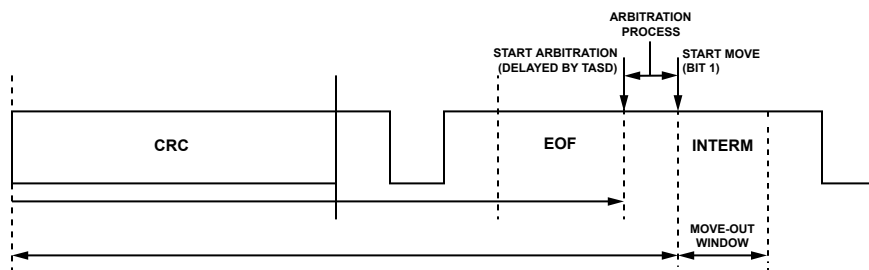 ARBITRATION
PROCESS
START ARBITRATION
(DELAYED BY TASD)
START MOVE
(BIT 1)
CRC
EOF
INTERM
MOVE-OUT
WINDOW